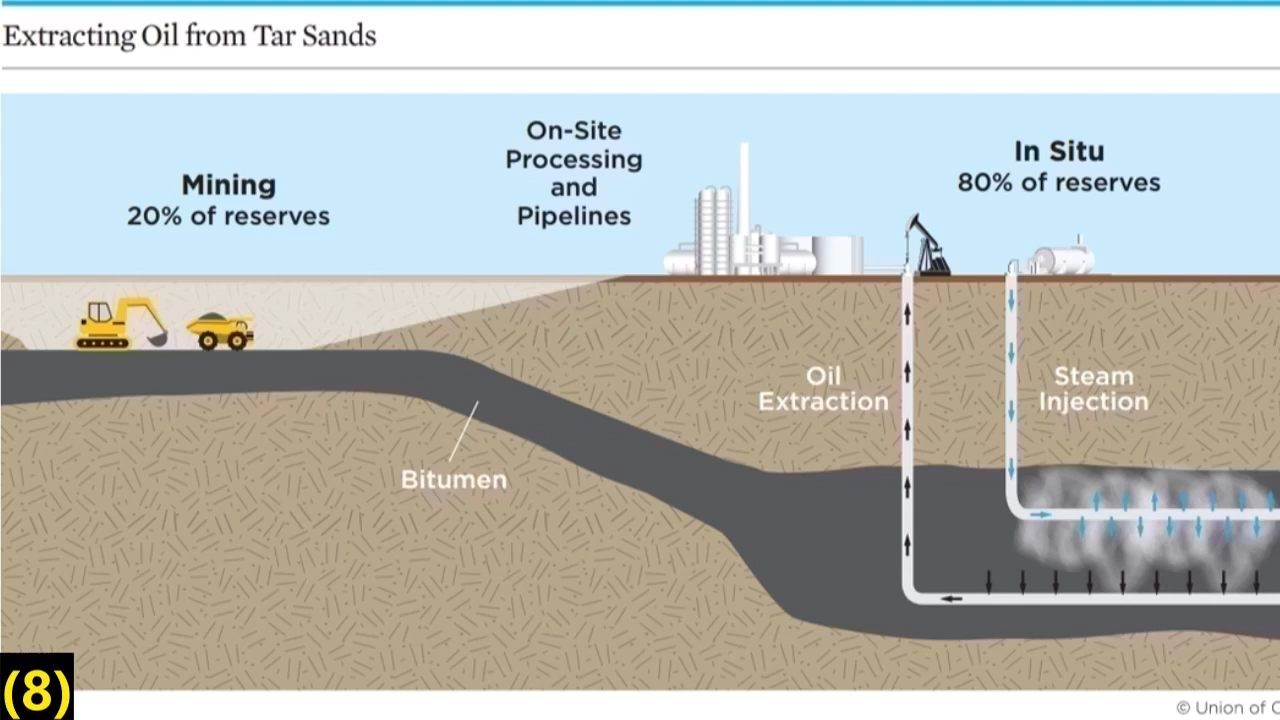 Extracting Oil from Tar Sands
On-Site
Processing
and
Pipelines
Mining
20% of reserves
In Situ
80% of reserves
Oil
Extraction
Steam
Injection
Bitumen
(8)
© Union of C